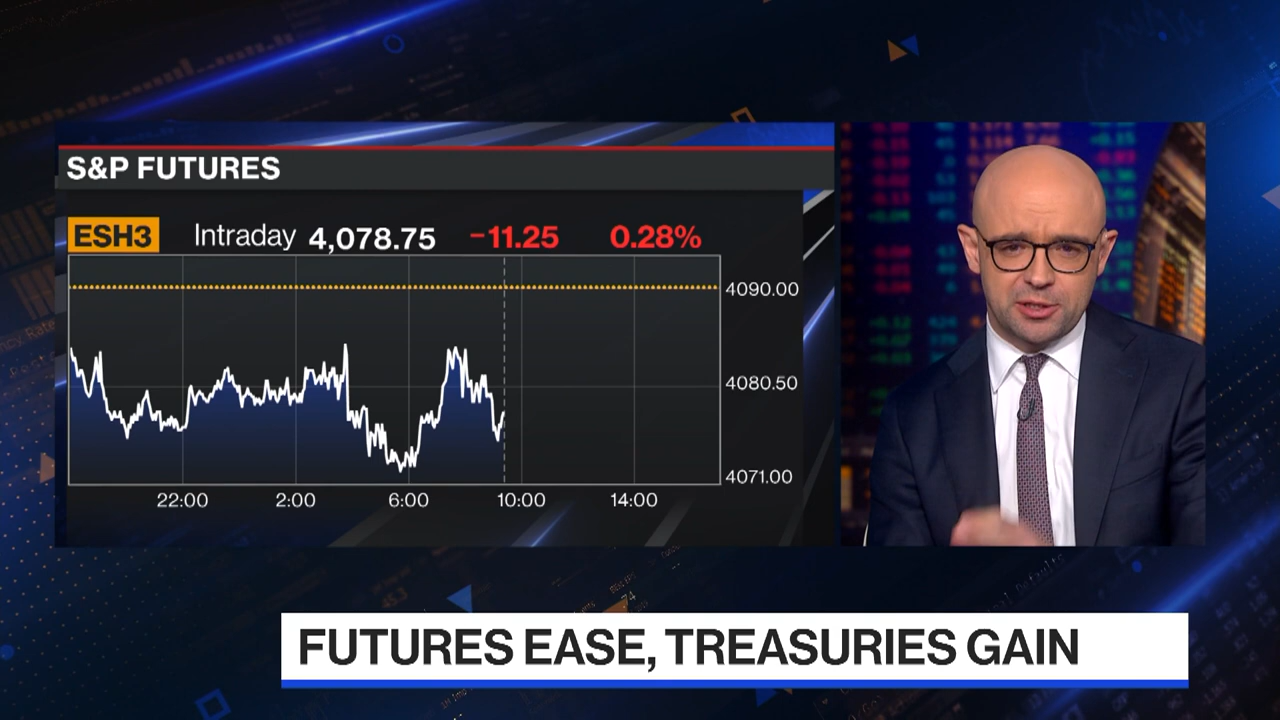 S&P FUTURES
ESH3 Intraday 4,078.75 -11.25 0.28%
4090.00
4080.50
4071.00
22:00 2:00 6:00 10:00 14:00
FUTURES EASE, TREASURIES GAIN